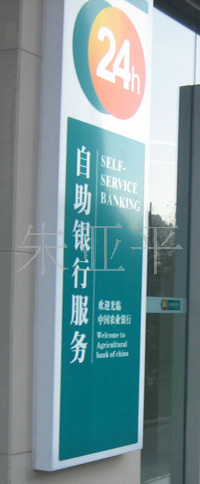 24h
自助银行服务
SELF-
SERVICE
BANKING
欢迎光临
中国农业银行
Welcome to
Agricultural
bank of china
朱亚平